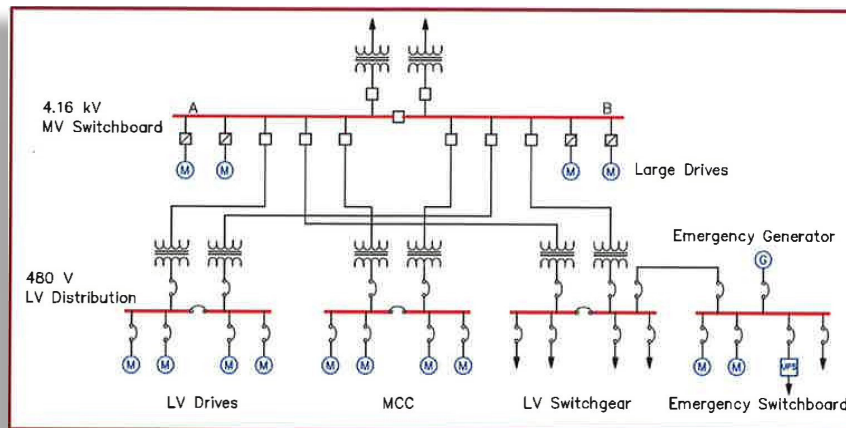 4.16 kV
MV Switchboard
A
B
M
M
M
M
Large Drives
Emergency Generator
G
480 V
LV Distribution
M
M
M
M
M
M
M
M
M
M
UPS
LV Drives
MCC
LV Switchgear
Emergency Switchboard